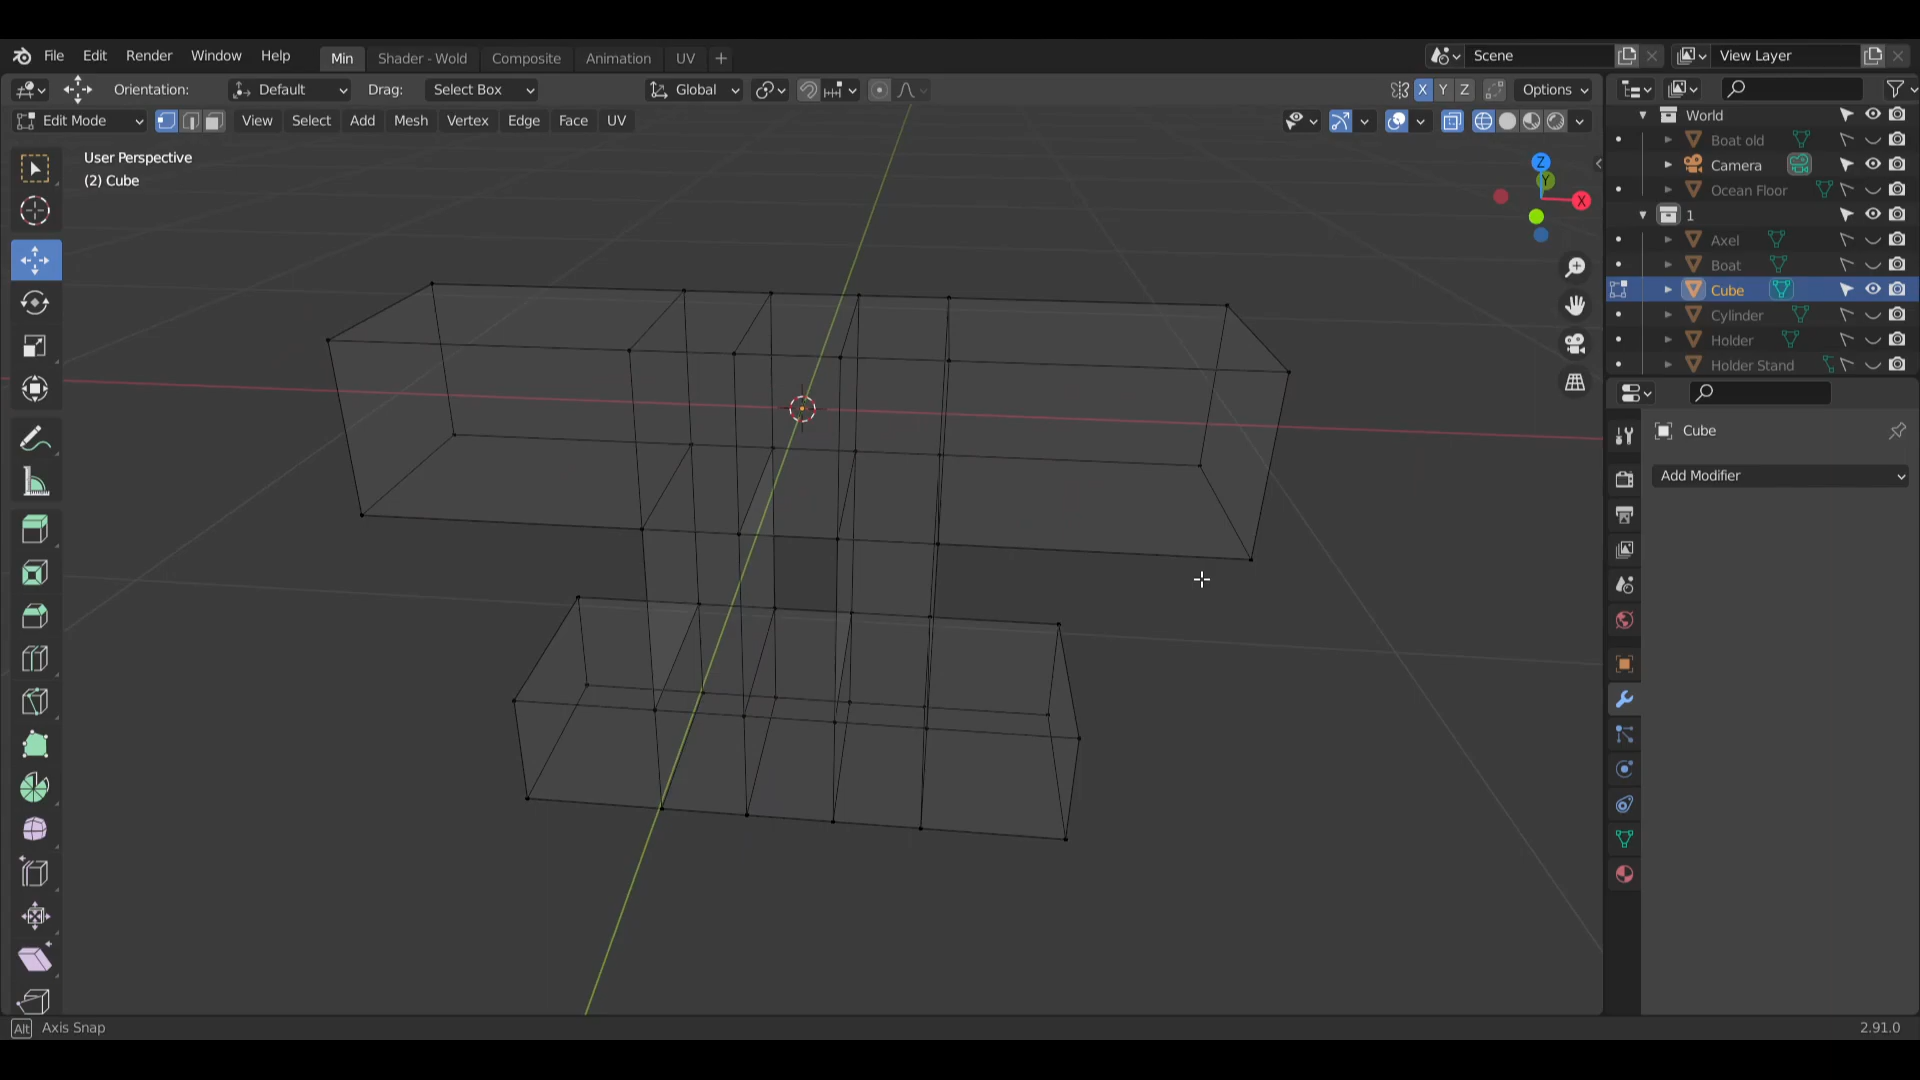 File Edit Render Window Help Min Shader - Wold Composite Animation UV + Scene View Layer
Orientation: Default Drag: Select Box Global X Y Z Options
Edit Mode View Select Add Mesh Vertex Edge Face UV
User Perspective
(2) Cube
Z
Y
X
World
Boat old
Camera
Ocean Floor
1
Axel
Boat
Cube
Cylinder
Holder
Holder Stand
Cube
Add Modifier
Alt Axis Snap
2.91.0